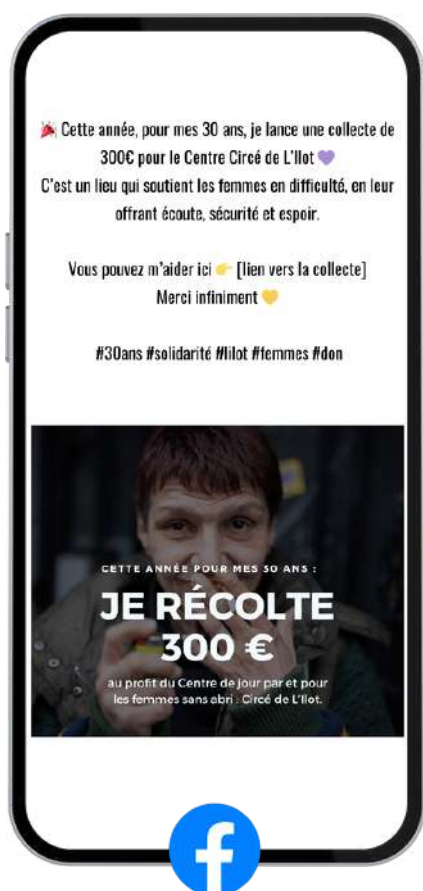 🎉 Cette année, pour mes 30 ans, je lance une collecte de
300€ pour le Centre Circé de L'Ilot 💜
C'est un lieu qui soutient les femmes en difficulté, en leur
offrant écoute, sécurité et espoir.
Vous pouvez m'aider ici 👉 [lien vers la collecte]
Merci infiniment 💛
#30ans #solidarité #lilot #femmes #don
CETTE ANNÉE POUR MES 30 ANS :
JE RÉCOLTE
300 €
au profit du Centre de jour par et pour
les femmes sans abri : Circé de L'Ilot.